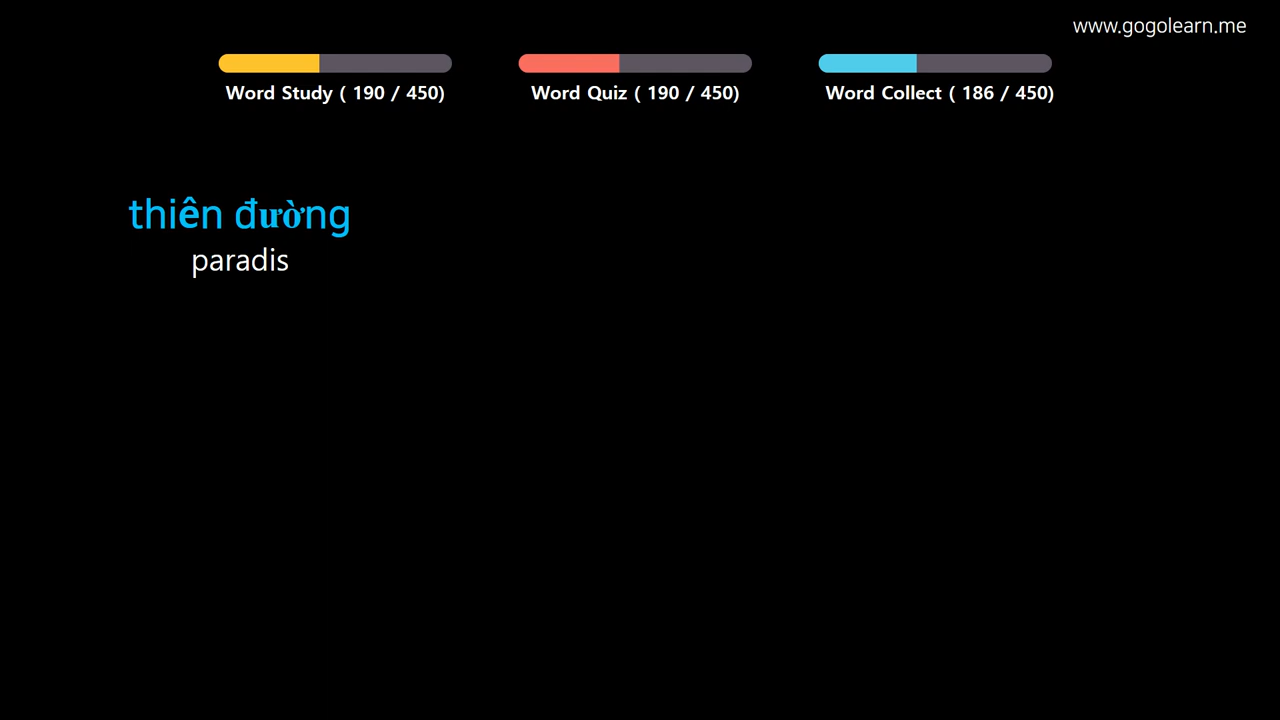 www.gogolearn.me
Word Study ( 190 / 450)
Word Quiz ( 190 / 450)
Word Collect ( 186 / 450)
thiên đường
paradis